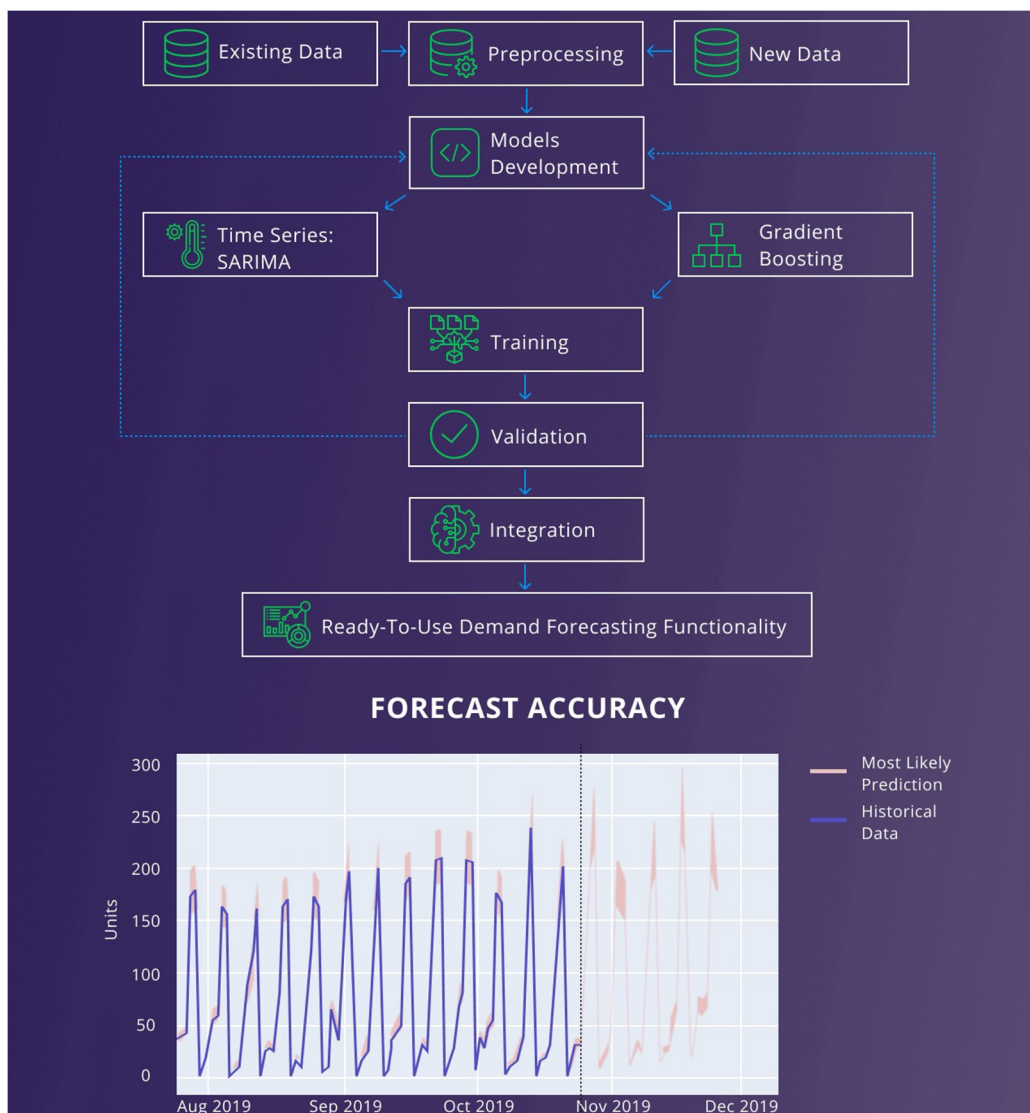 Existing Data
Preprocessing
New Data
Models
Development
Time Series:
SARIMA
Gradient
Boosting
Training
Validation
Integration
Ready-To-Use Demand Forecasting Functionality
FORECAST ACCURACY
300
250
200
150
100
50
0
Units
Aug 2019
Sep 2019
Oct 2019
Nov 2019
Dec 2019
Most Likely
Prediction
Historical
Data